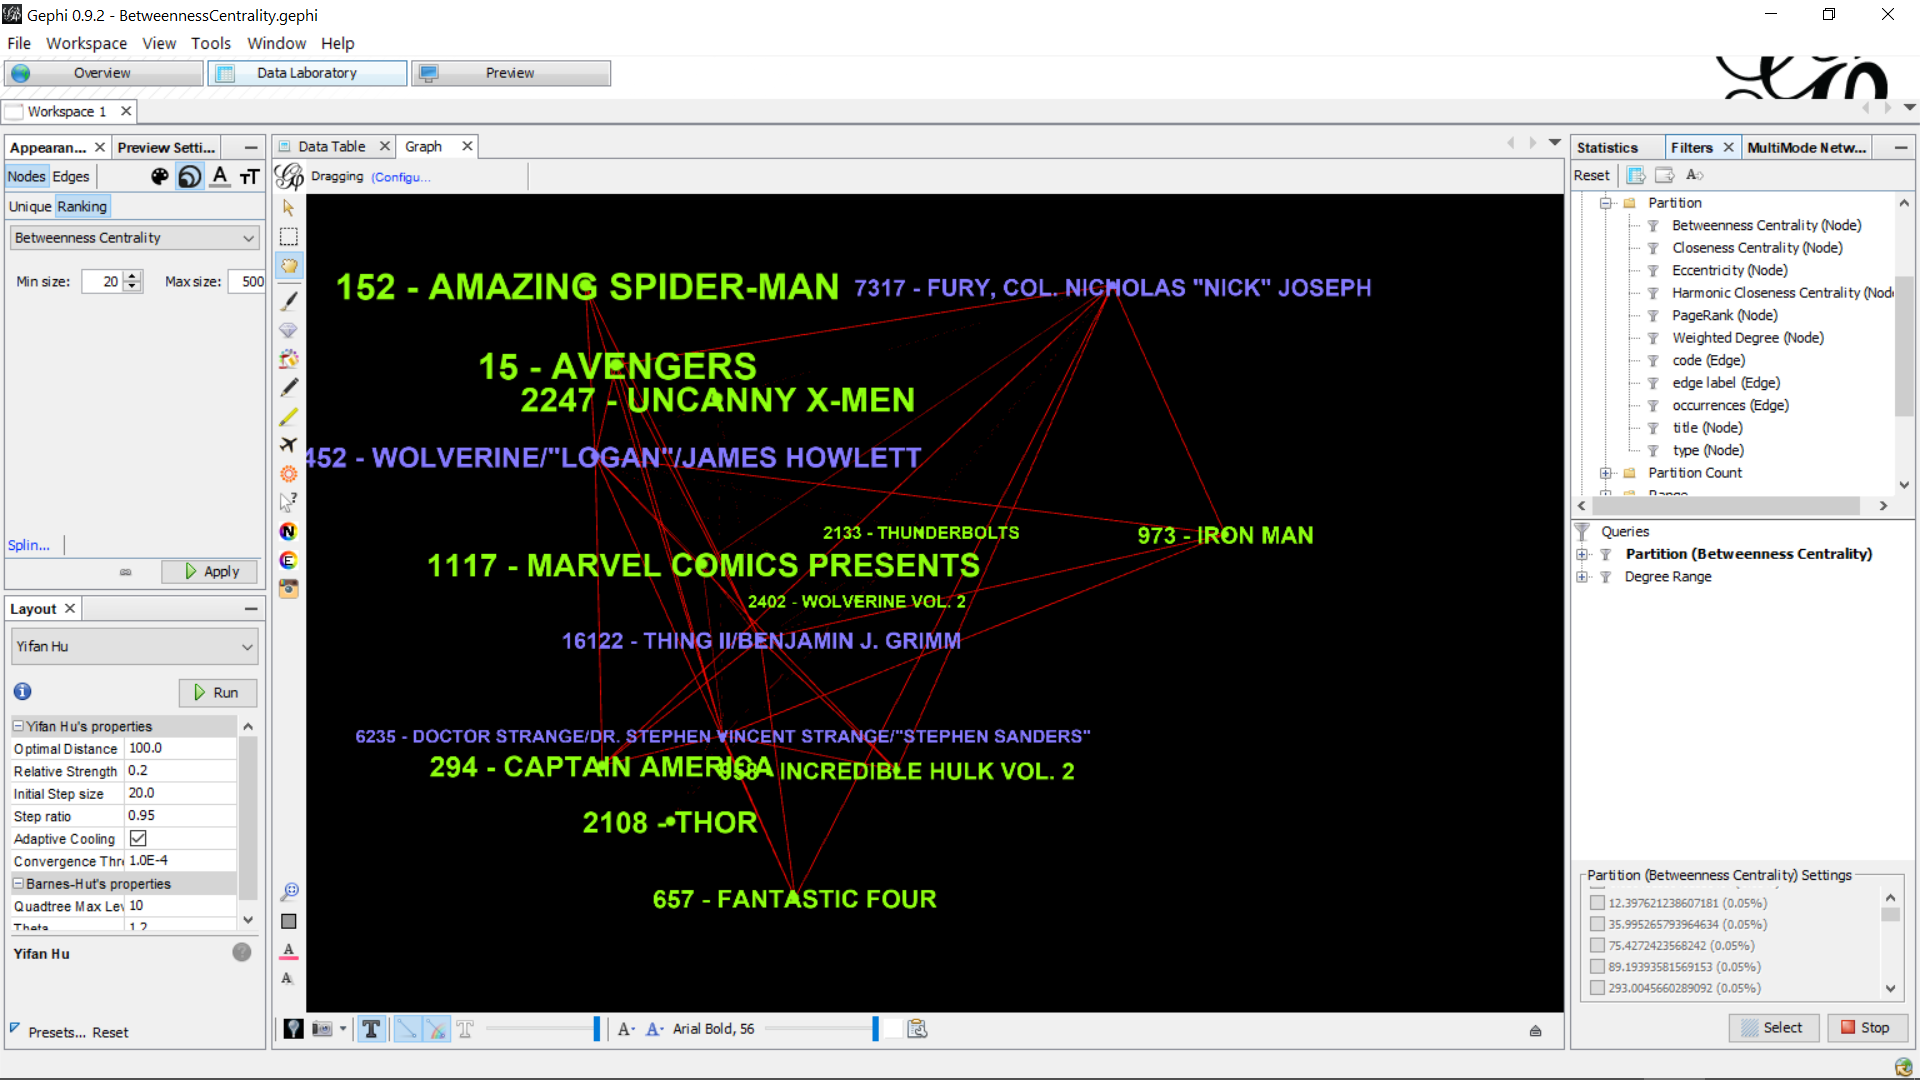 Gephi 0.9.2 - BetweennessCentrality.gephi
File Workspace View Tools Window Help
Overview Data Laboratory Preview
Workspace 1
Appearan... Preview Setti...
Nodes Edges
Unique Ranking
Betweenness Centrality
Min size: 20 Max size: 500
Splin...
Apply
Layout
Yifan Hu
Run
Yifan Hu's properties
Optimal Distance 100.0
Relative Strength 0.2
Initial Step size 20.0
Step ratio 0.95
Adaptive Cooling
Convergence Thre 1.0E-4
Barnes-Hut's properties
Quadtree Max Lev 10
Theta 1.2
Yifan Hu
Presets... Reset
Data Table Graph
Dragging (Configu...
152 - AMAZING SPIDER-MAN
7317 - FURY, COL. NICHOLAS "NICK" JOSEPH
15 - AVENGERS
2247 - UNCANNY X-MEN
452 - WOLVERINE/"LOGAN"/JAMES HOWLETT
2133 - THUNDERBOLTS
973 - IRON MAN
1117 - MARVEL COMICS PRESENTS
2402 - WOLVERINE VOL. 2
16122 - THING II/BENJAMIN J. GRIMM
6235 - DOCTOR STRANGE/DR. STEPHEN VINCENT STRANGE/"STEPHEN SANDERS"
294 - CAPTAIN AMERICA
- INCREDIBLE HULK VOL. 2
2108 - THOR
657 - FANTASTIC FOUR
Arial Bold, 56
Statistics Filters MultiMode Netw...
Reset
Partition
Betweenness Centrality (Node)
Closeness Centrality (Node)
Eccentricity (Node)
Harmonic Closeness Centrality (Node
PageRank (Node)
Weighted Degree (Node)
code (Edge)
edge label (Edge)
occurrences (Edge)
title (Node)
type (Node)
Partition Count
Range
Queries
Partition (Betweenness Centrality)
Degree Range
Partition (Betweenness Centrality) Settings
12.397621238607181 (0.05%)
35.995265793964634 (0.05%)
75.4272423568242 (0.05%)
89.19393581569153 (0.05%)
293.0045660289092 (0.05%)
Select Stop